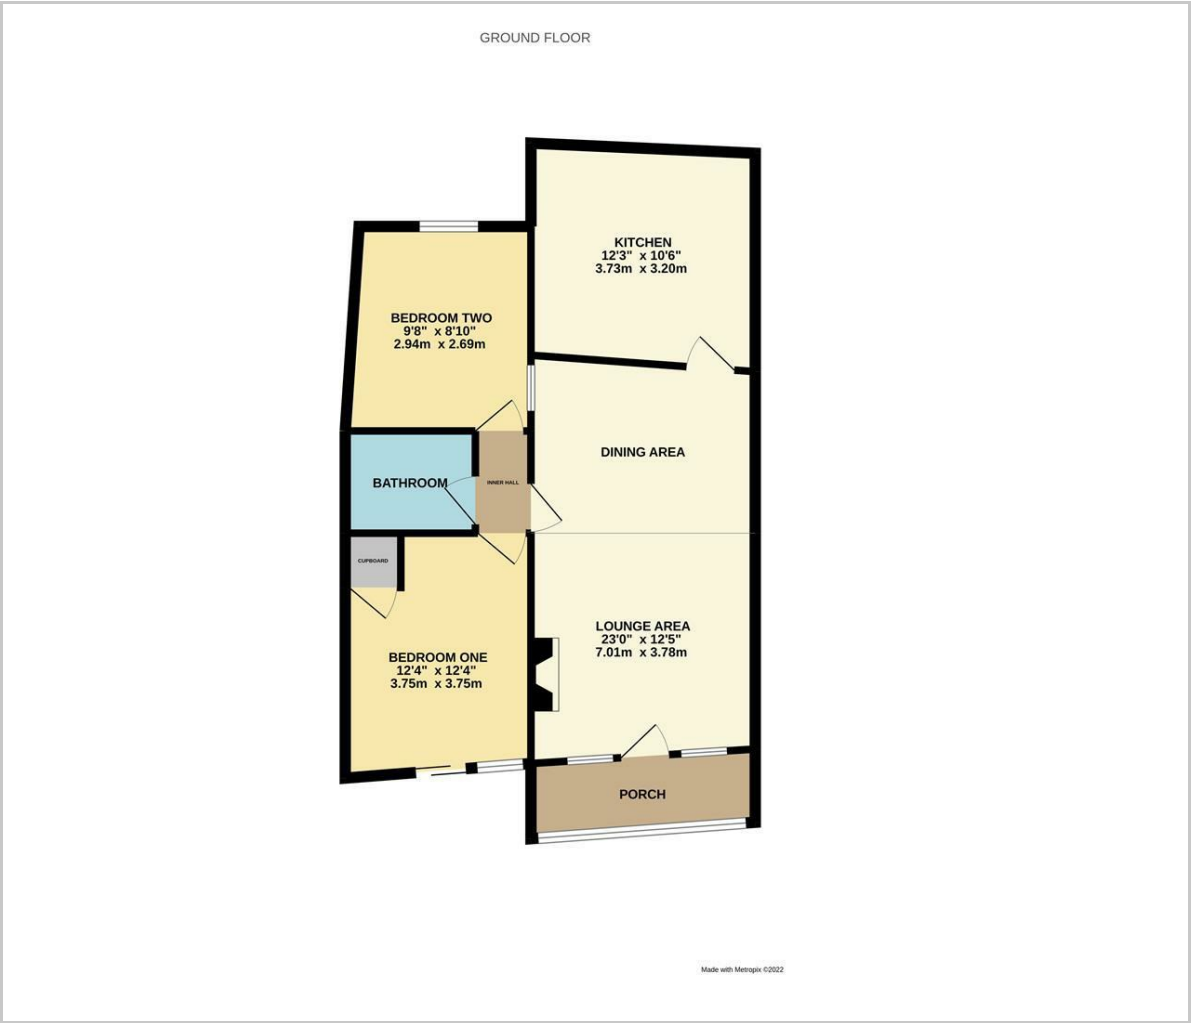 GROUND FLOOR
KITCHEN
12'3" x 10'6"
3.73m x 3.20m
BEDROOM TWO
9'8" x 8'10"
2.94m x 2.69m
DINING AREA
BATHROOM
INNER HALL
CUPBOARD
LOUNGE AREA
23'0" x 12'5"
7.01m x 3.78m
BEDROOM ONE
12'4" x 12'4"
3.75m x 3.75m
PORCH
Made with Metropix ©2022